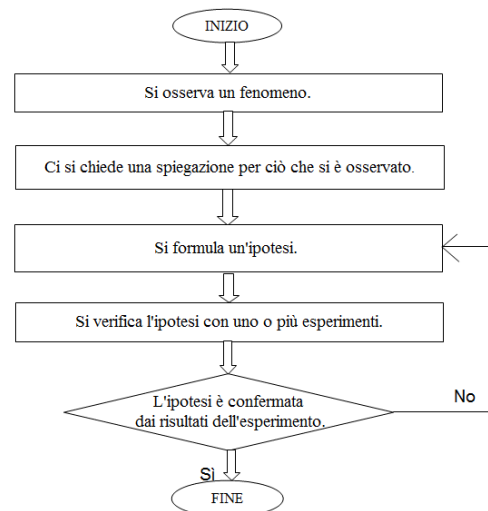 INIZIO
Si osserva un fenomeno.
Ci si chiede una spiegazione per ciò che si è osservato.
Si formula un'ipotesi.
Si verifica l'ipotesi con uno o più esperimenti.
L'ipotesi è confermata
dai risultati dell'esperimento.
No
Sì
FINE